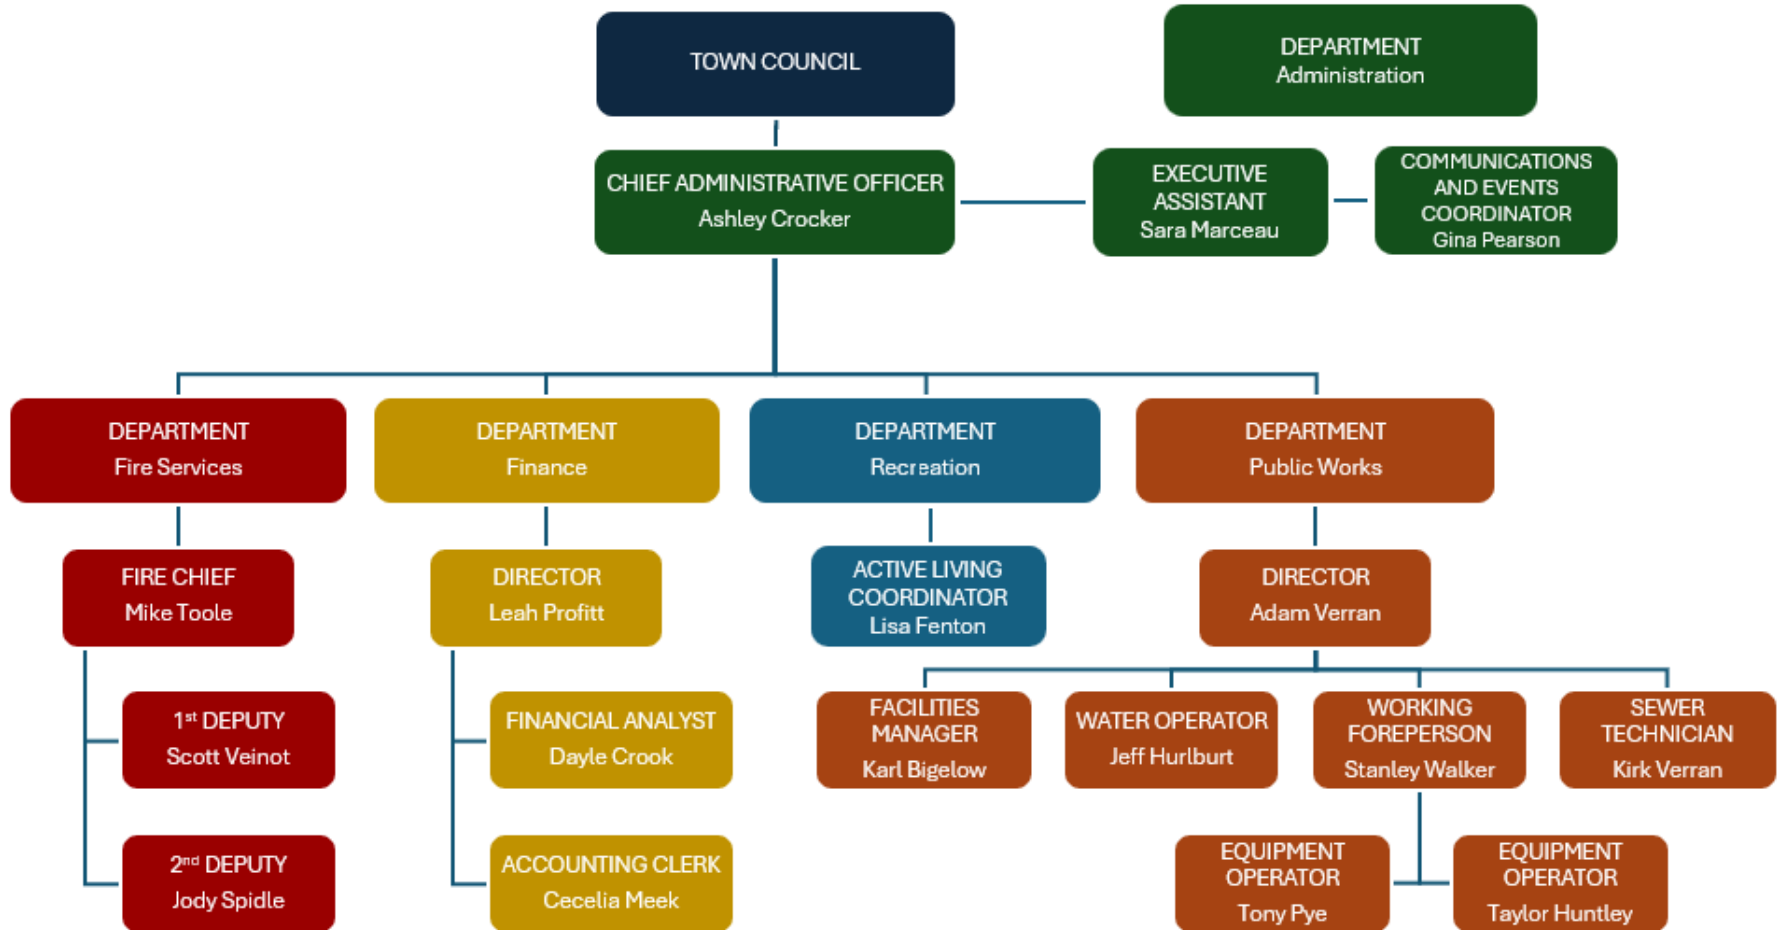 TOWN COUNCIL
DEPARTMENT
Administration
CHIEF ADMINISTRATIVE OFFICER
Ashley Crocker
EXECUTIVE
ASSISTANT
Sara Marceau
COMMUNICATIONS
AND EVENTS
COORDINATOR
Gina Pearson
DEPARTMENT
Fire Services
DEPARTMENT
Finance
DEPARTMENT
Recreation
DEPARTMENT
Public Works
FIRE CHIEF
Mike Toole
DIRECTOR
Leah Profitt
ACTIVE LIVING
COORDINATOR
Lisa Fenton
DIRECTOR
Adam Verran
1st DEPUTY
Scott Veinot
FINANCIAL ANALYST
Dayle Crook
FACILITIES
MANAGER
Karl Bigelow
WATER OPERATOR
Jeff Hurlburt
WORKING
FOREPERSON
Stanley Walker
SEWER
TECHNICIAN
Kirk Verran
2nd DEPUTY
Jody Spidle
ACCOUNTING CLERK
Cecelia Meek
EQUIPMENT
OPERATOR
Tony Pye
EQUIPMENT
OPERATOR
Taylor Huntley